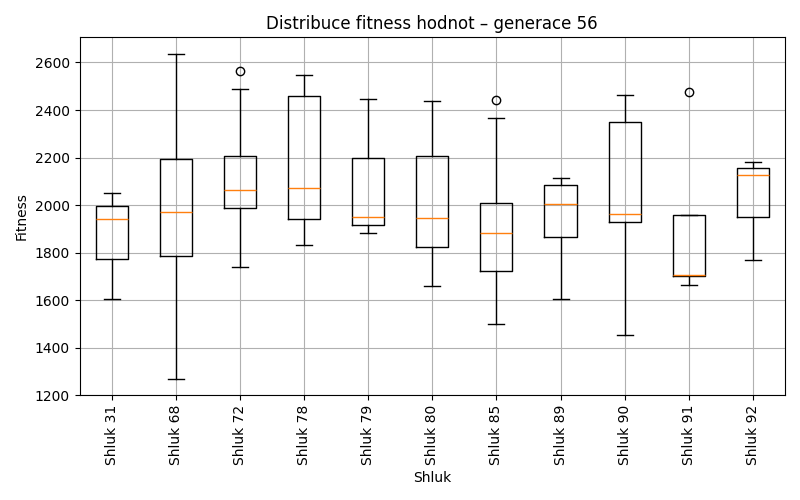 Distribuce fitness hodnot – generace 56
Fitness
2600
2400
2200
2000
1800
1600
1400
1200
Shluk 31
Shluk 68
Shluk 72
Shluk 78
Shluk 79
Shluk 80
Shluk 85
Shluk 89
Shluk 90
Shluk 91
Shluk 92
Shluk